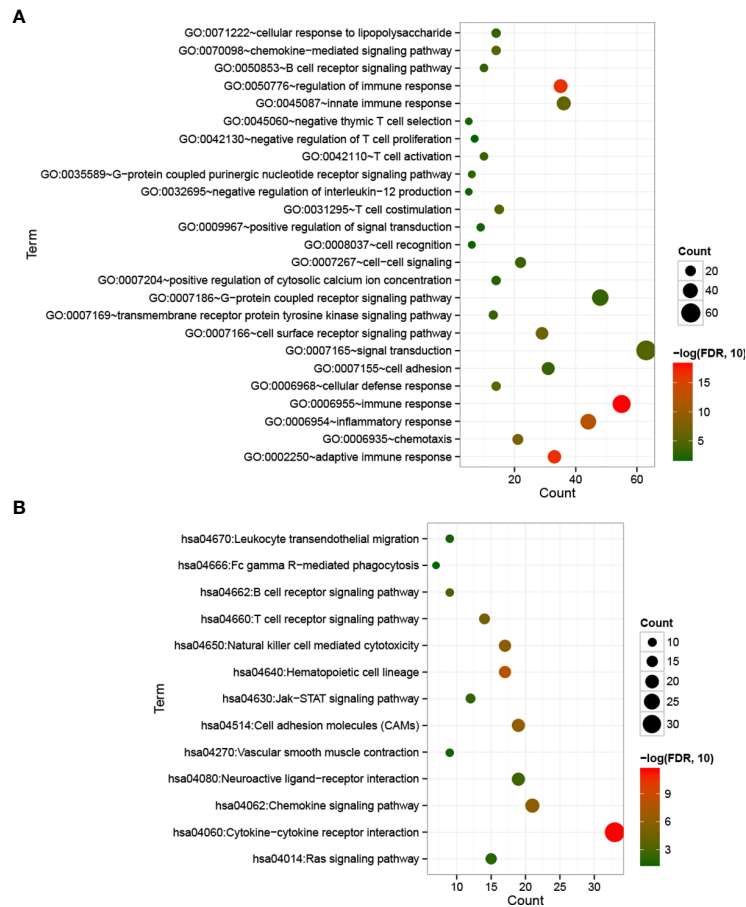 A
GO:0071222~cellular response to lipopolysaccharide
GO:0070098~chemokine-mediated signaling pathway
GO:0050853~B cell receptor signaling pathway
GO:0050776~regulation of immune response
GO:0045087~innate immune response
GO:0045060~negative thymic T cell selection
GO:0042130~negative regulation of T cell proliferation
GO:0042110~T cell activation
GO:0035589~G-protein coupled purinergic nucleotide receptor signaling pathway
GO:0032695~negative regulation of interleukin-12 production
GO:0031295~T cell costimulation
GO:0009967~positive regulation of signal transduction
GO:0008037~cell recognition
GO:0007267~cell-cell signaling
GO:0007204~positive regulation of cytosolic calcium ion concentration
GO:0007186~G-protein coupled receptor signaling pathway
GO:0007169~transmembrane receptor protein tyrosine kinase signaling pathway
GO:0007166~cell surface receptor signaling pathway
GO:0007165~signal transduction
GO:0007155~cell adhesion
GO:0006968~cellular defense response
GO:0006955~immune response
GO:0006954~inflammatory response
GO:0006935~chemotaxis
GO:0002250~adaptive immune response
Term
20 40 60
Count
Count
20
40
60
−log(FDR, 10)
15
10
5
B
hsa04670:Leukocyte transendothelial migration
hsa04666:Fc gamma R−mediated phagocytosis
hsa04662:B cell receptor signaling pathway
hsa04660:T cell receptor signaling pathway
hsa04650:Natural killer cell mediated cytotoxicity
hsa04640:Hematopoietic cell lineage
hsa04630:Jak−STAT signaling pathway
hsa04514:Cell adhesion molecules (CAMs)
hsa04270:Vascular smooth muscle contraction
hsa04080:Neuroactive ligand−receptor interaction
hsa04062:Chemokine signaling pathway
hsa04060:Cytokine−cytokine receptor interaction
hsa04014:Ras signaling pathway
Term
10 15 20 25 30
Count
Count
10
15
20
25
30
−log(FDR, 10)
9
6
3